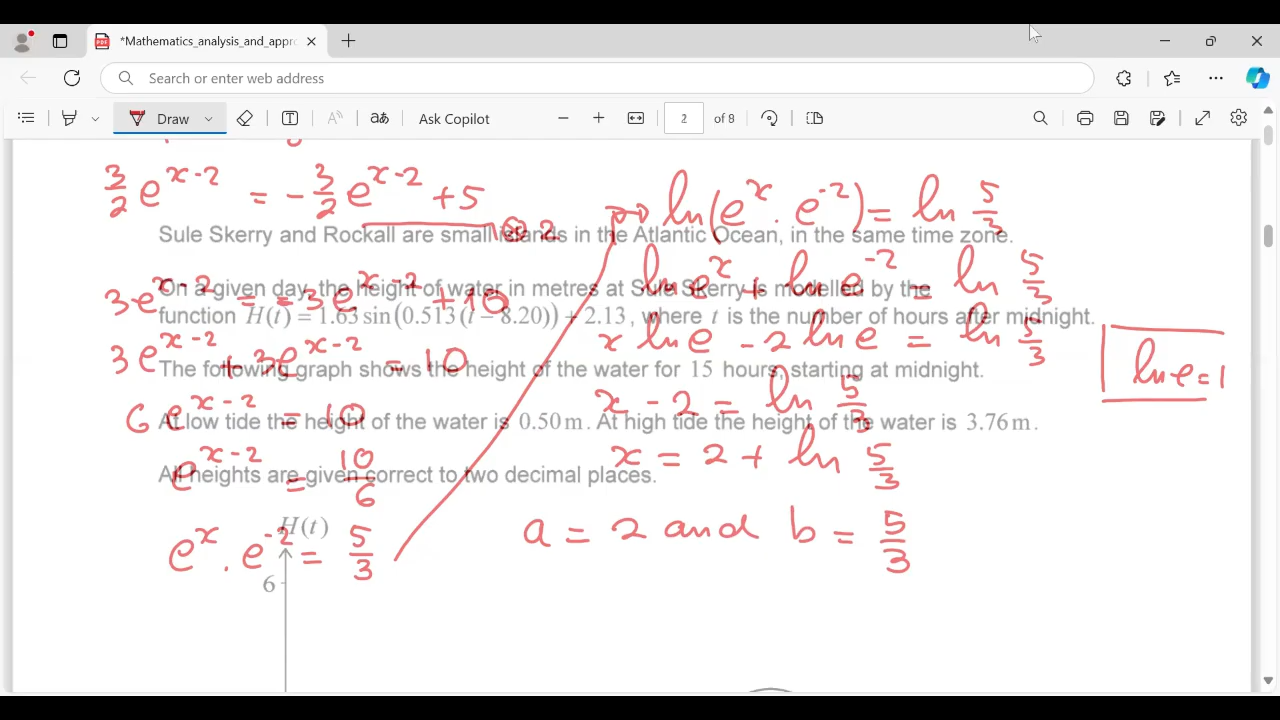 *Mathematics_analysis_and_appro
Search or enter web address
Draw
Ask Copilot
2 of 8
3/2 e^(x-2) = -3/2 e^(x-2) + 5
⊗ 2
3e^(x-2) = -3e^(x-2) + 10
3e^(x-2) + 3e^(x-2) = 10
6e^(x-2) = 10
e^(x-2) = 10/6
e^x . e^-2 = 5/3
ln(e^x . e^-2) = ln 5/3
ln e^x + ln e^-2 = ln 5/3
x ln e - 2 ln e = ln 5/3
ln e = 1
x - 2 = ln 5/3
x = 2 + ln 5/3
a = 2 and b = 5/3
Sule Skerry and Rockall are small islands in the Atlantic Ocean, in the same time zone.
On a given day, the height of water in metres at Sule Skerry is modelled by the
function H(t) = 1.63 sin(0.513(t − 8.20)) + 2.13, where t is the number of hours after midnight.
The following graph shows the height of the water for 15 hours, starting at midnight.
At low tide the height of the water is 0.50 m. At high tide the height of the water is 3.76 m.
All heights are given correct to two decimal places.
H(t)
6